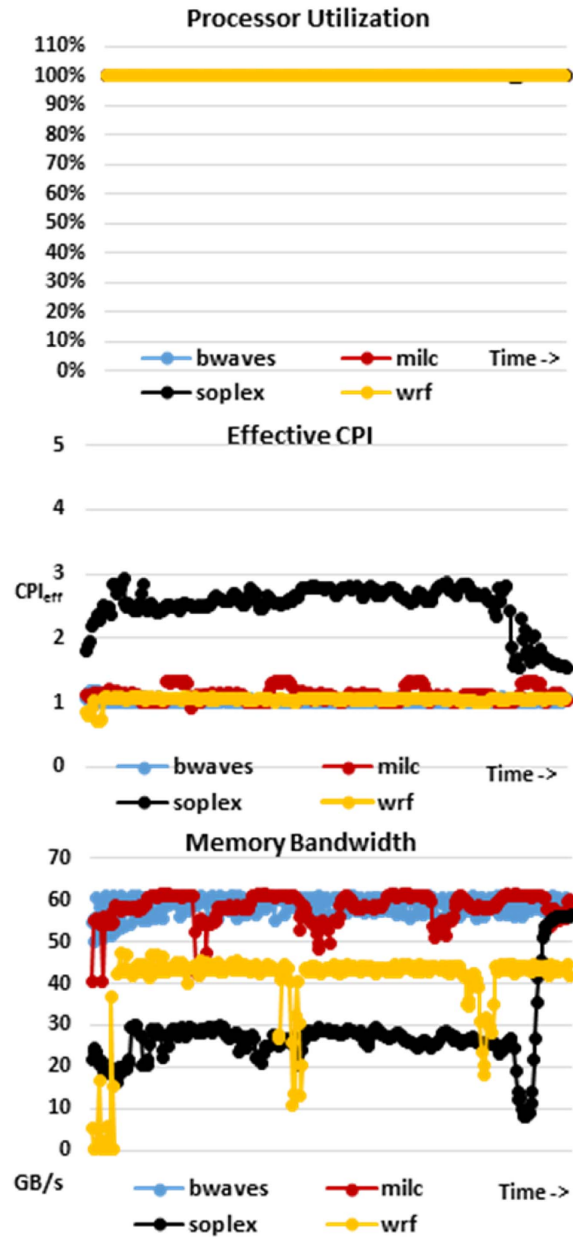 Processor Utilization
110%
100%
90%
80%
70%
60%
50%
40%
30%
20%
10%
0%
bwaves milc Time ->
soplex wrf
Effective CPI
5
4
3
CPIeff
2
1
0
bwaves milc Time ->
soplex wrf
Memory Bandwidth
70
60
50
40
30
20
10
0
GB/s
bwaves milc Time ->
soplex wrf